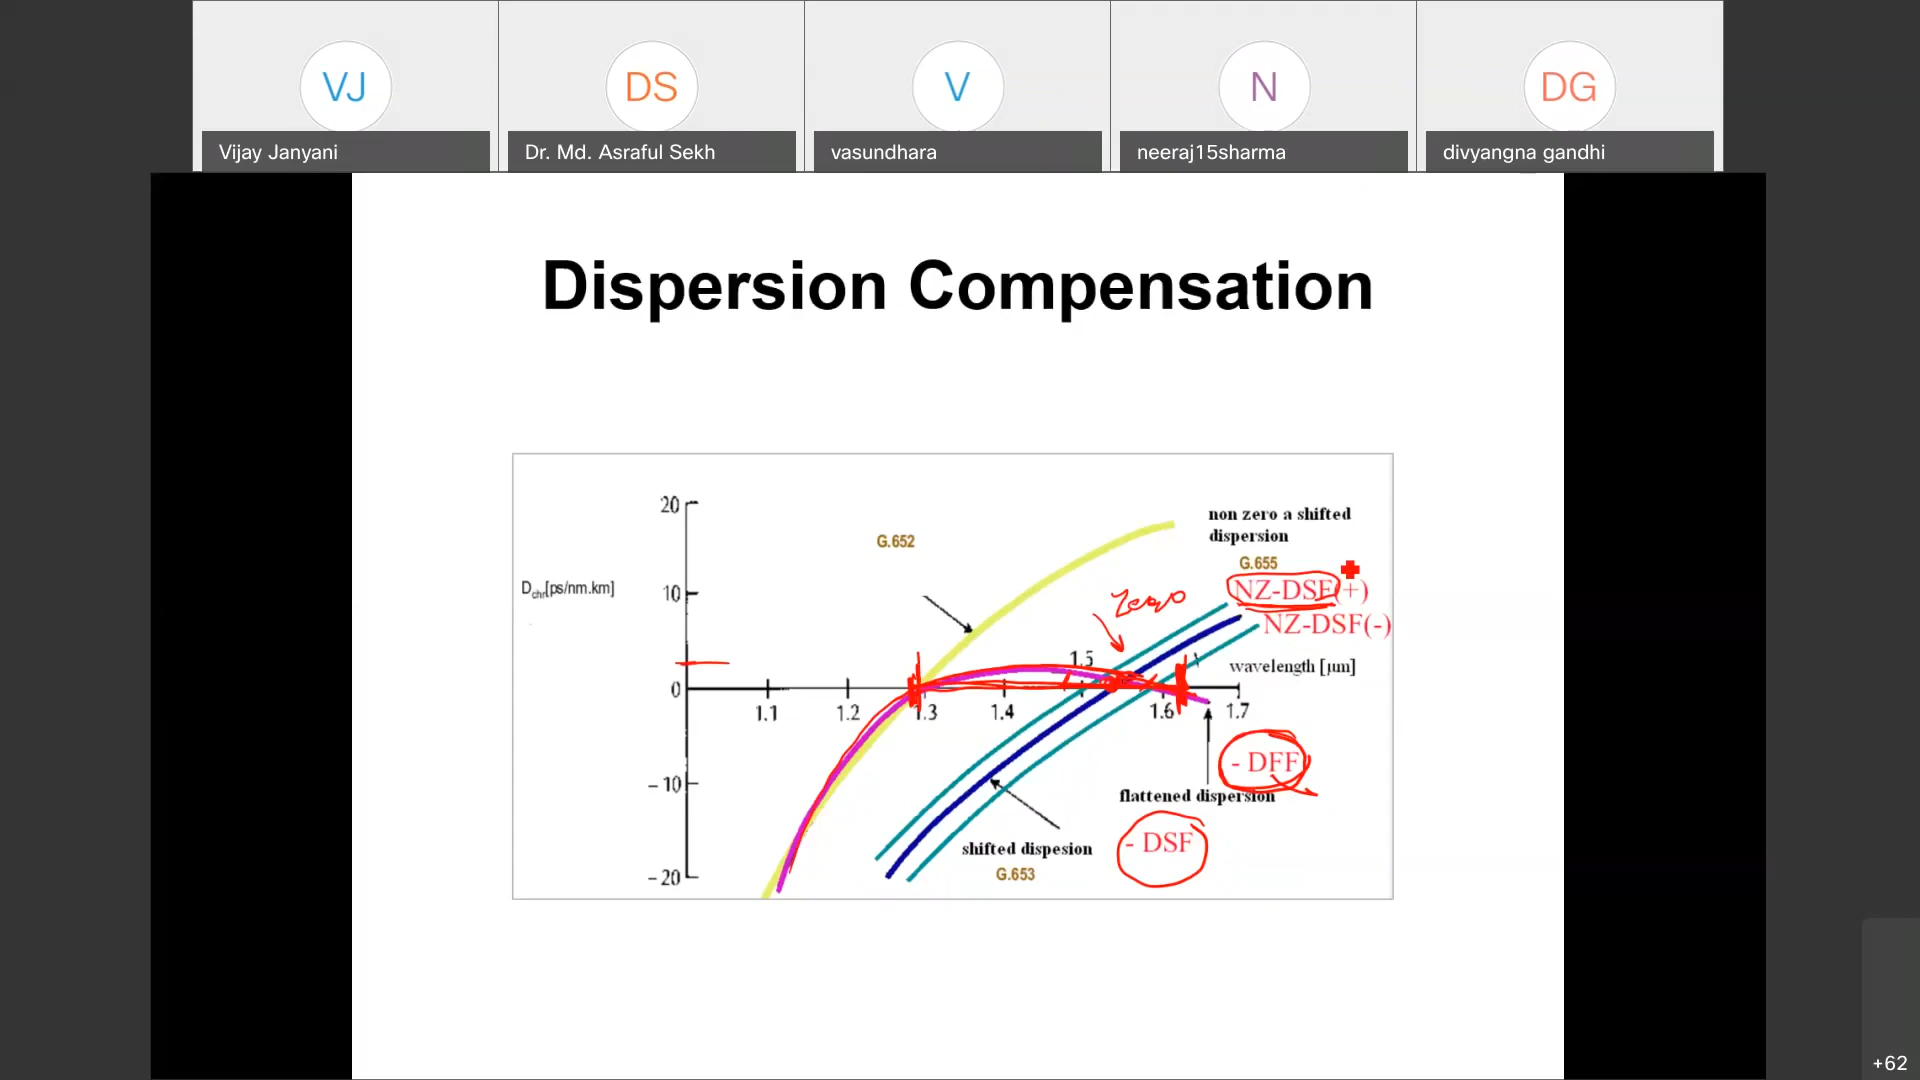 VJ
DS
V
N
DG
Vijay Janyani
Dr. Md. Asraful Sekh
vasundhara
neeraj15sharma
divyangna gandhi
Dispersion Compensation
20
non zero a shifted
dispersion
G.652
G.655
Dchr[ps/nm.km]
10
Zero
NZ-DSF(+)
NZ-DSF(-)
1.5
wavelength [μm]
0
1.1
1.2
1.3
1.4
1.6
1.7
- DFF
-10
flattened dispersion
shifted dispesion
- DSF
-20
G.653
+62